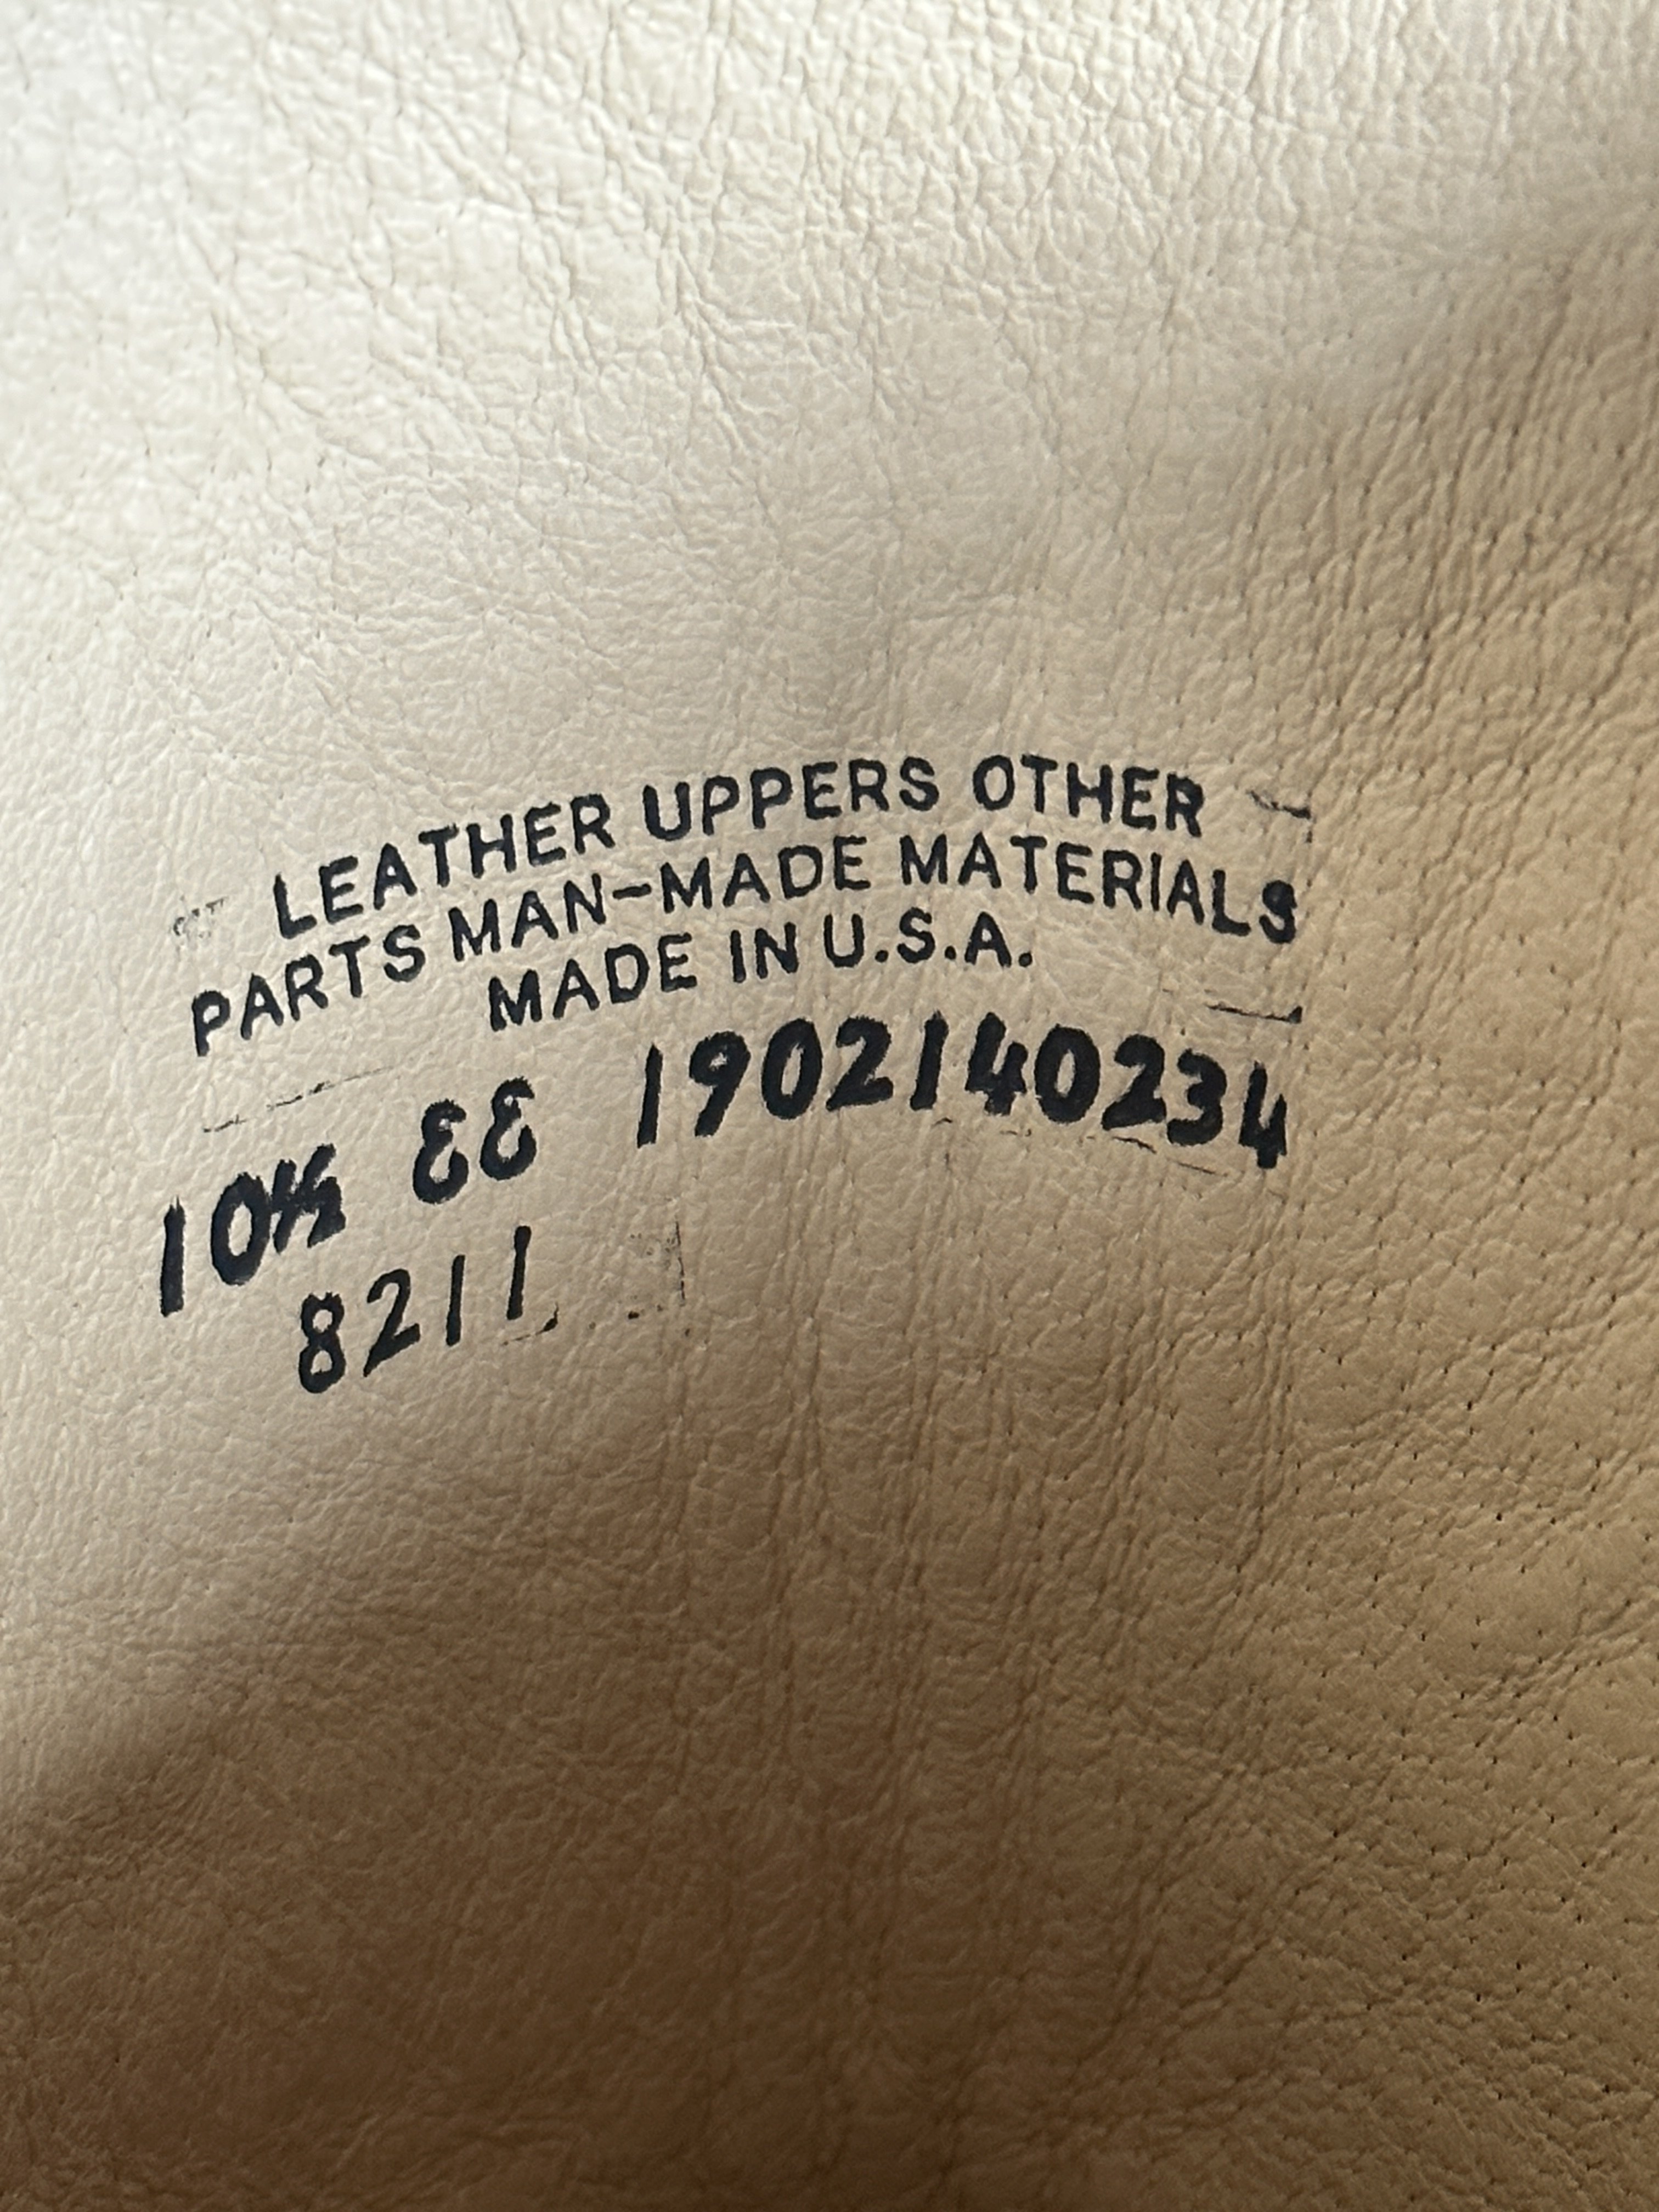 LEATHER UPPERS OTHER
PARTS MAN-MADE MATERIALS
MADE IN U.S.A.
10½ EE 1902140234
8211